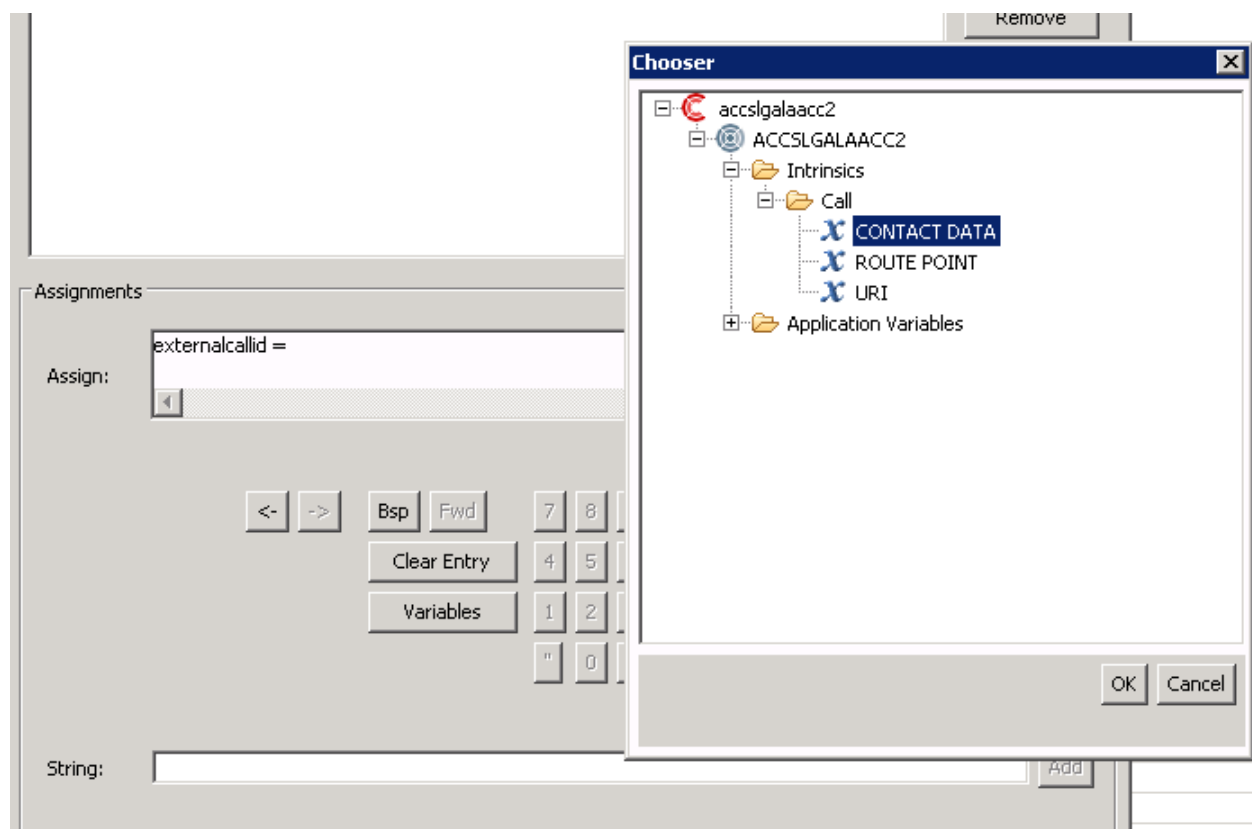 Remove
Chooser
accslgalaacc2
ACCSLGALAACC2
Intrinsics
Call
CONTACT DATA
ROUTE POINT
URI
Application Variables
Assignments
Assign:
externalcallid =
<- -> Bsp Fwd 7 8
Clear Entry 4 5
Variables 1 2
" 0
OK Cancel
String:
Add